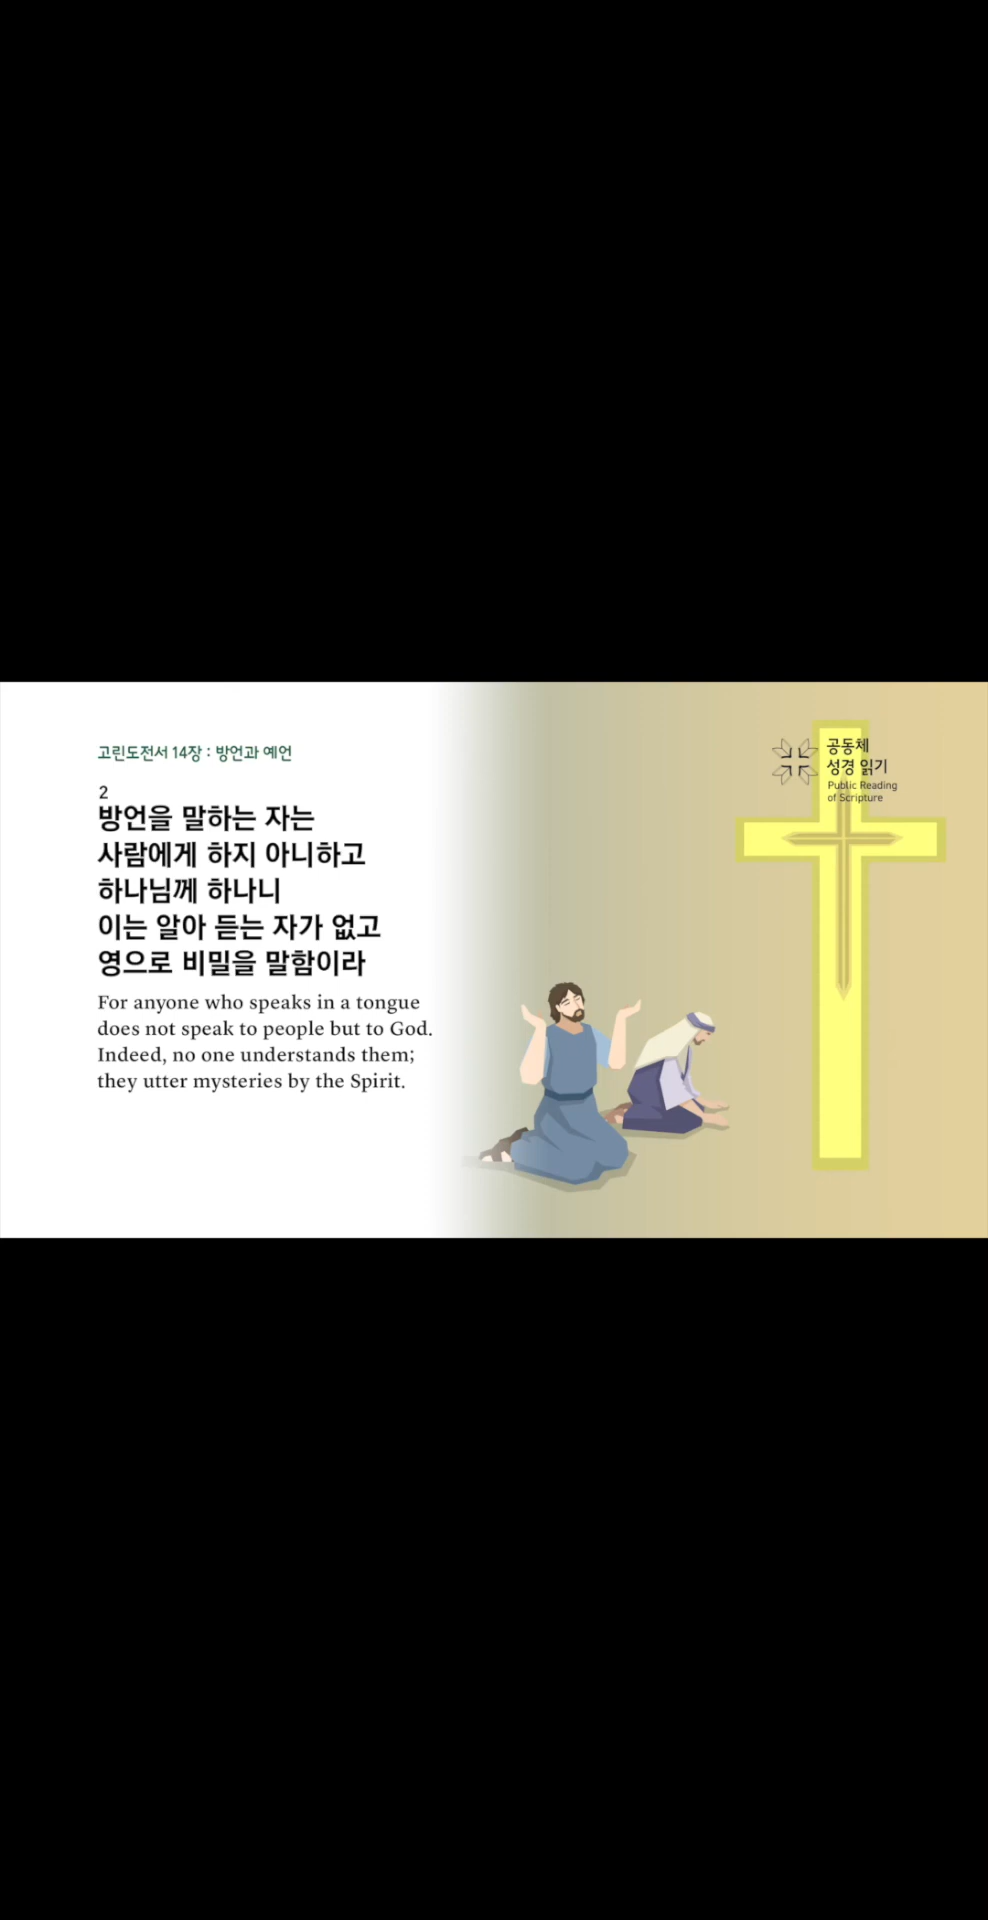 고린도전서 14장 : 방언과 예언
2
방언을 말하는 자는
사람에게 하지 아니하고
하나님께 하나니
이는 알아 듣는 자가 없고
영으로 비밀을 말함이라
For anyone who speaks in a tongue
does not speak to people but to God.
Indeed, no one understands them;
they utter mysteries by the Spirit.
공동체
성경 읽기
Public Reading
of Scripture